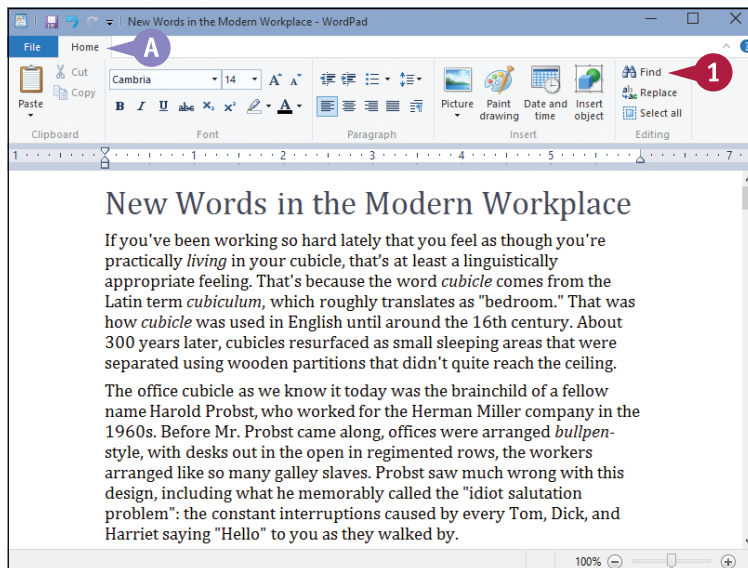 New Words in the Modern Workplace - WordPad
File Home A
Cut
Copy
Paste
Clipboard
Cambria 14 A A
B I U abc X₂ X² A
Font
Paragraph
Picture
Paint drawing
Date and time
Insert object
Insert
Find 1
Replace
Select all
Editing
1 1 2 3 4 5 7
New Words in the Modern Workplace
If you've been working so hard lately that you feel as though you're
practically living in your cubicle, that's at least a linguistically
appropriate feeling. That's because the word cubicle comes from the
Latin term cubiculum, which roughly translates as "bedroom." That was
how cubicle was used in English until around the 16th century. About
300 years later, cubicles resurfaced as small sleeping areas that were
separated using wooden partitions that didn't quite reach the ceiling.
The office cubicle as we know it today was the brainchild of a fellow
name Harold Probst, who worked for the Herman Miller company in the
1960s. Before Mr. Probst came along, offices were arranged bullpen-
style, with desks out in the open in regimented rows, the workers
arranged like so many galley slaves. Probst saw much wrong with this
design, including what he memorably called the "idiot salutation
problem": the constant interruptions caused by every Tom, Dick, and
Harriet saying "Hello" to you as they walked by.
100%